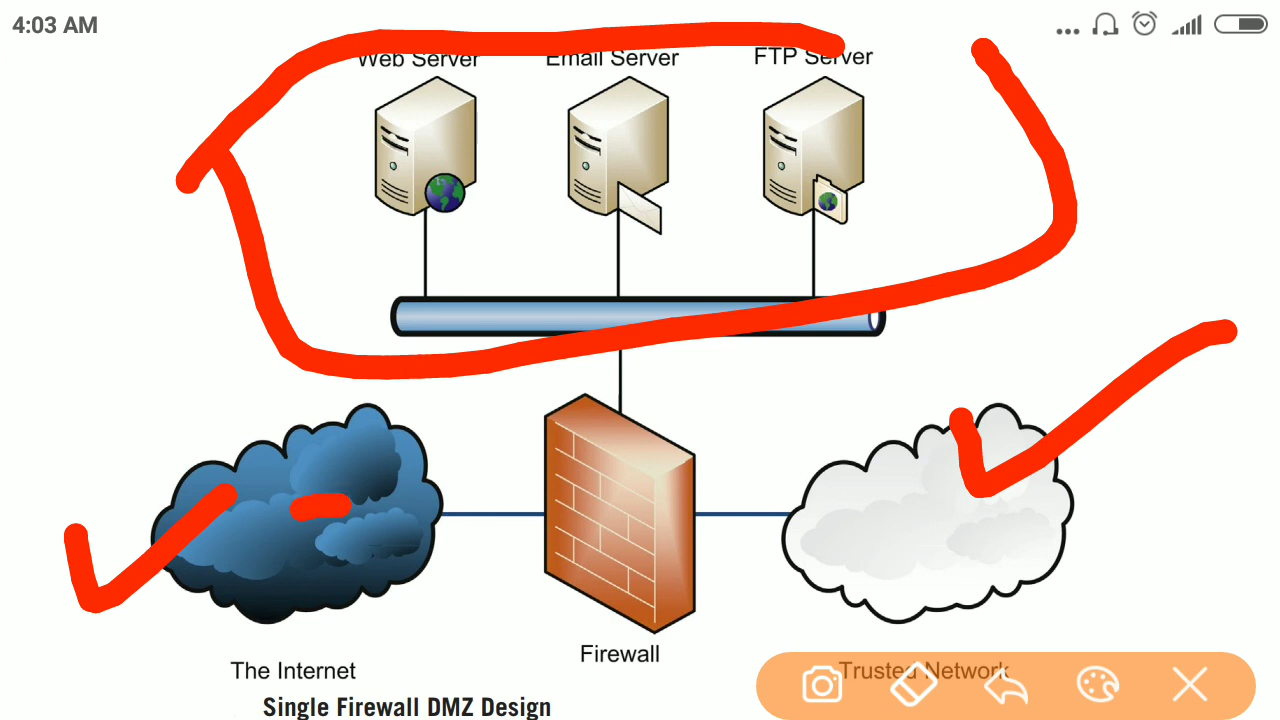 4:03 AM
Web Server
Email Server
FTP Server
Firewall
The Internet
Trusted Network
Single Firewall DMZ Design